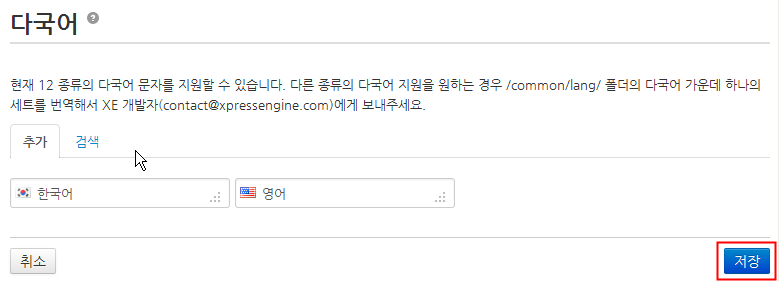 다국어 ?
현재 12 종류의 다국어 문자를 지원할 수 있습니다. 다른 종류의 다국어 지원을 원하는 경우 /common/lang/ 폴더의 다국어 가운데 하나의
세트를 번역해서 XE 개발자(contact@xpressengine.com)에게 보내주세요.
추가 검색
한국어 영어
취소 저장